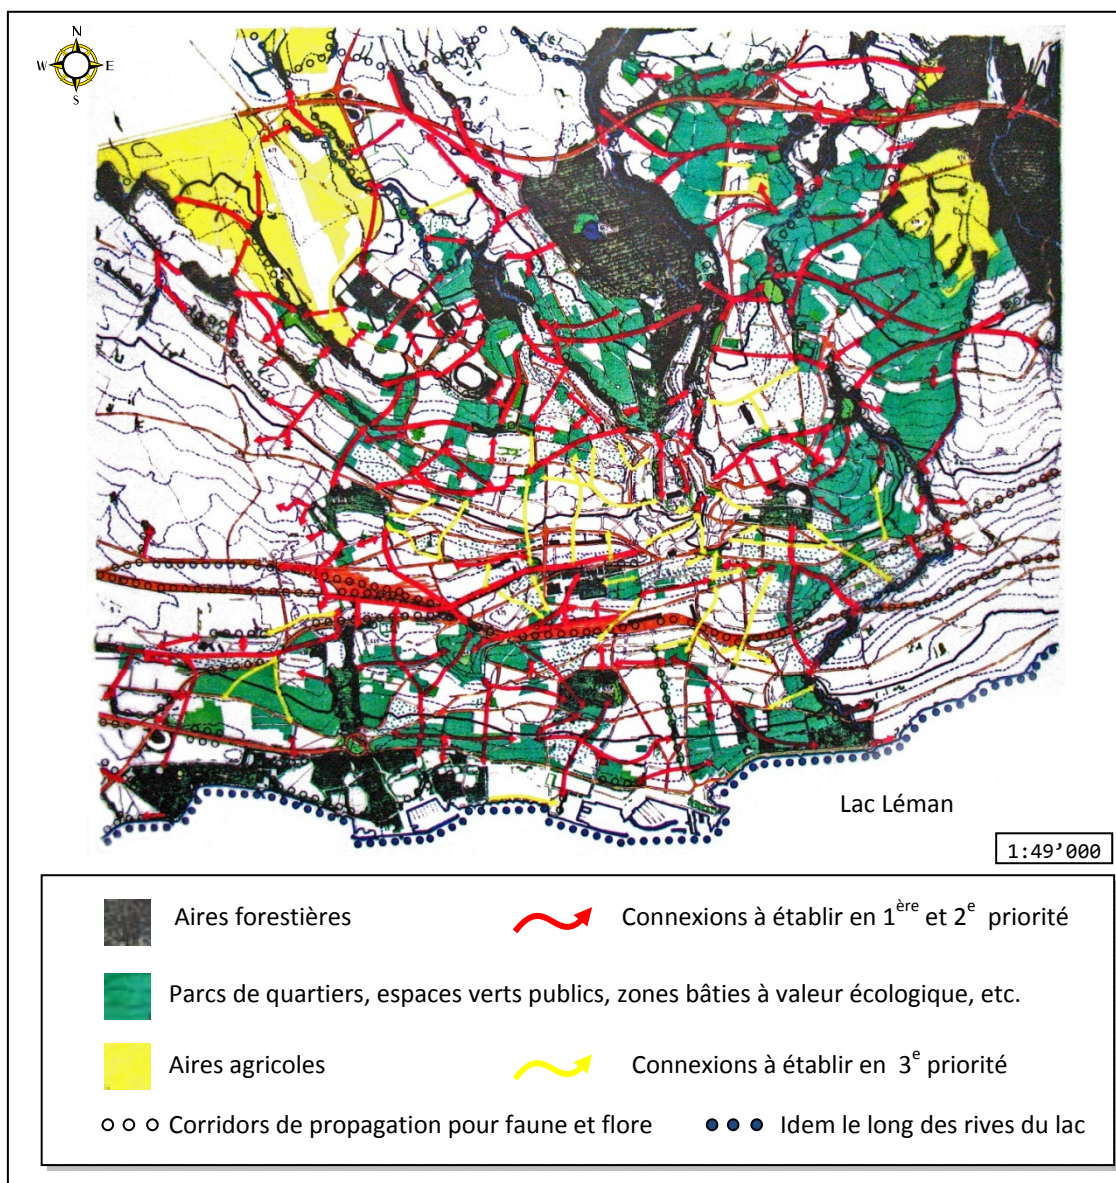 N
W E
S
Lac Léman
1:49’000
Aires forestières
Connexions à établir en 1ère et 2e priorité
Parcs de quartiers, espaces verts publics, zones bâties à valeur écologique, etc.
Aires agricoles
Connexions à établir en 3e priorité
Corridors de propagation pour faune et flore
Idem le long des rives du lac